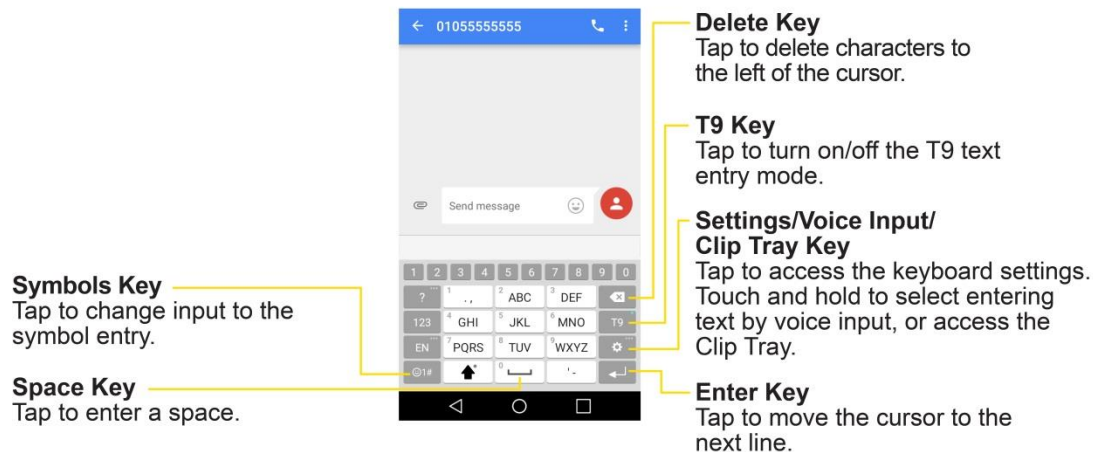 01055555555
Send message
1 2 3 4 5 6 7 8 9 0
? 1 ., 2 ABC 3 DEF
123 4 GHI 5 JKL 6 MNO T9
EN 7 PQRS 8 TUV 9 WXYZ
1# 0 '-
Symbols Key
Tap to change input to the
symbol entry.
Space Key
Tap to enter a space.
Delete Key
Tap to delete characters to
the left of the cursor.
T9 Key
Tap to turn on/off the T9 text
entry mode.
Settings/Voice Input/
Clip Tray Key
Tap to access the keyboard settings.
Touch and hold to select entering
text by voice input, or access the
Clip Tray.
Enter Key
Tap to move the cursor to the
next line.